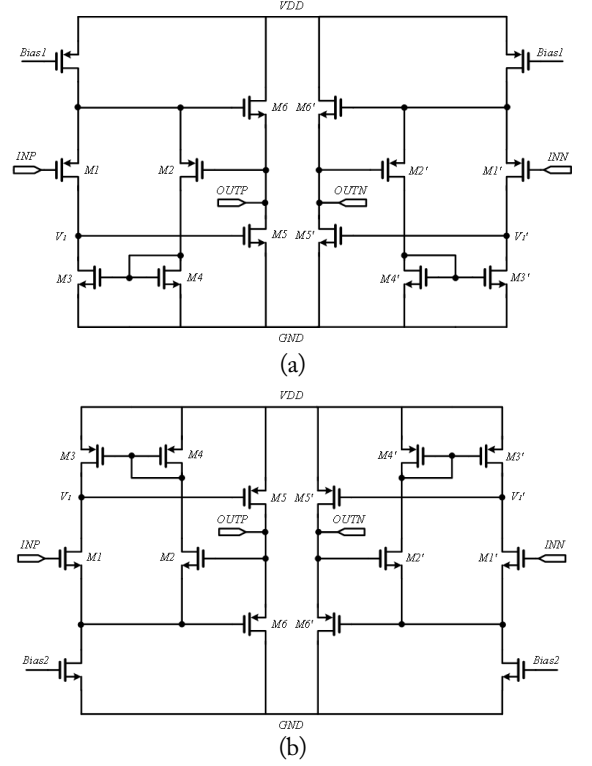 VDD
Bias1 Bias1
M6 M6'
INP INN
M1 M2 M2' M1'
OUTP OUTN
V1 M5 M5' V1'
M3 M4 M4' M3'
GND
(a)
VDD
M3 M4 M4' M3'
V1 M5 M5' V1'
OUTP OUTN
INP INN
M1 M2 M2' M1'
M6 M6'
Bias2 Bias2
GND
(b)